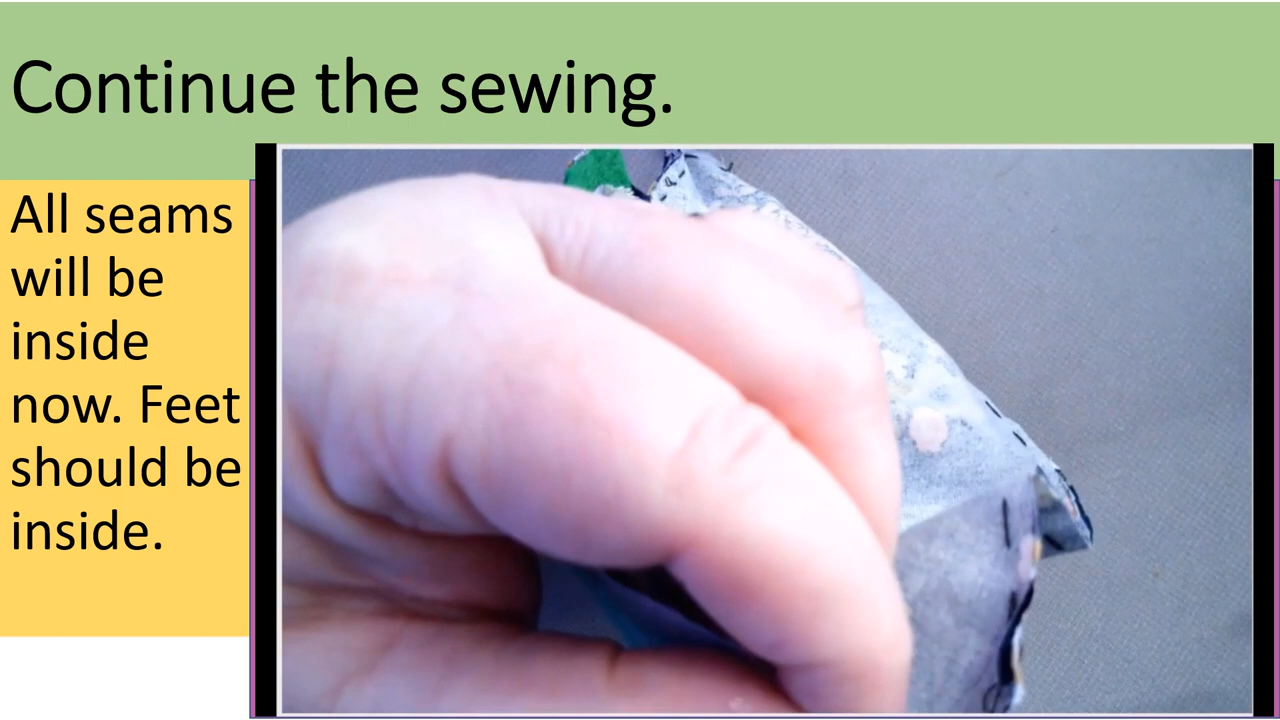 Continue the sewing.
All seams
will be
inside
now. Feet
should be
inside.